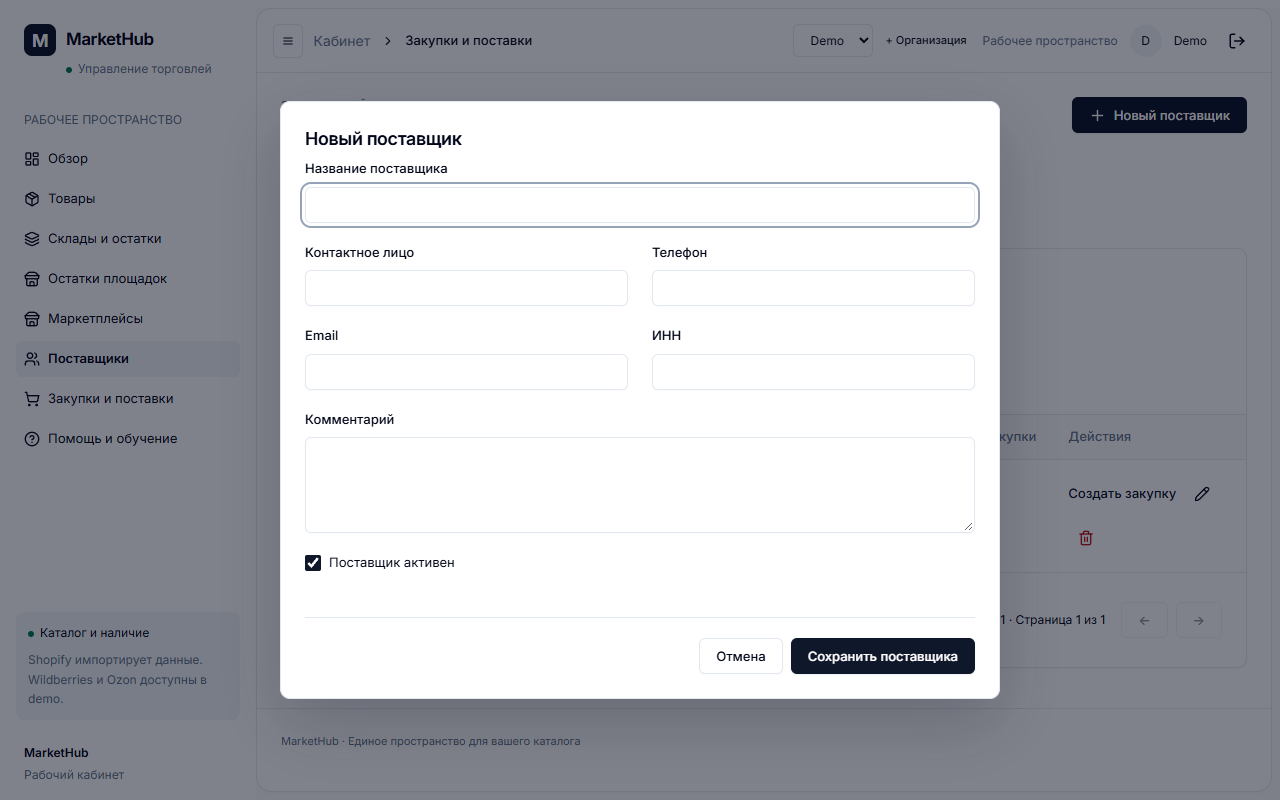 M MarketHub
Управление торговлей
РАБОЧЕЕ ПРОСТРАНСТВО
Обзор
Товары
Склады и остатки
Остатки площадок
Маркетплейсы
Поставщики
Закупки и поставки
Помощь и обучение
Каталог и наличие
Shopify импортирует данные.
Wildberries и Ozon доступны в
demo.
MarketHub
Рабочий кабинет
Кабинет > Закупки и поставки
Demo + Организация Рабочее пространство D Demo
+ Новый поставщик
Новый поставщик
Название поставщика
Контактное лицо Телефон
Email ИНН
Комментарий
Поставщик активен
Отмена Сохранить поставщика
Действия
Создать закупку
1 · Страница 1 из 1
MarketHub · Единое пространство для вашего каталога